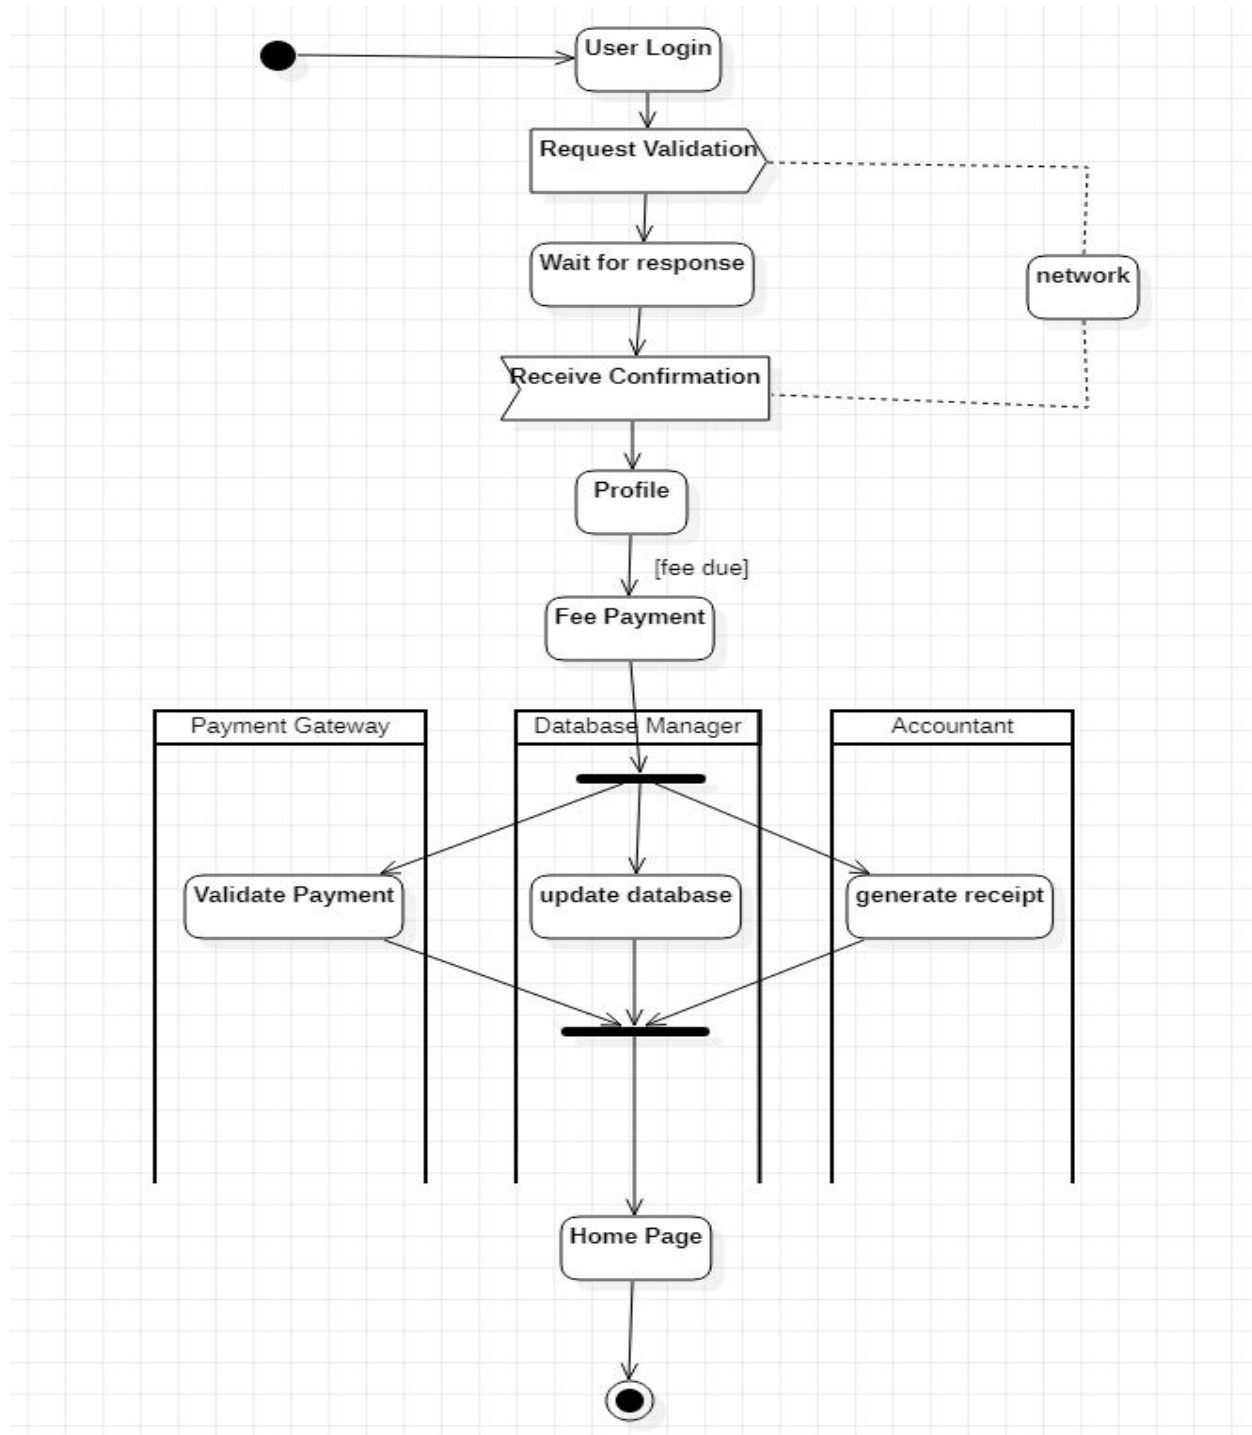 User Login
Request Validation
Wait for response
network
Receive Confirmation
Profile
[fee due]
Fee Payment
Payment Gateway
Database Manager
Accountant
Validate Payment
update database
generate receipt
Home Page